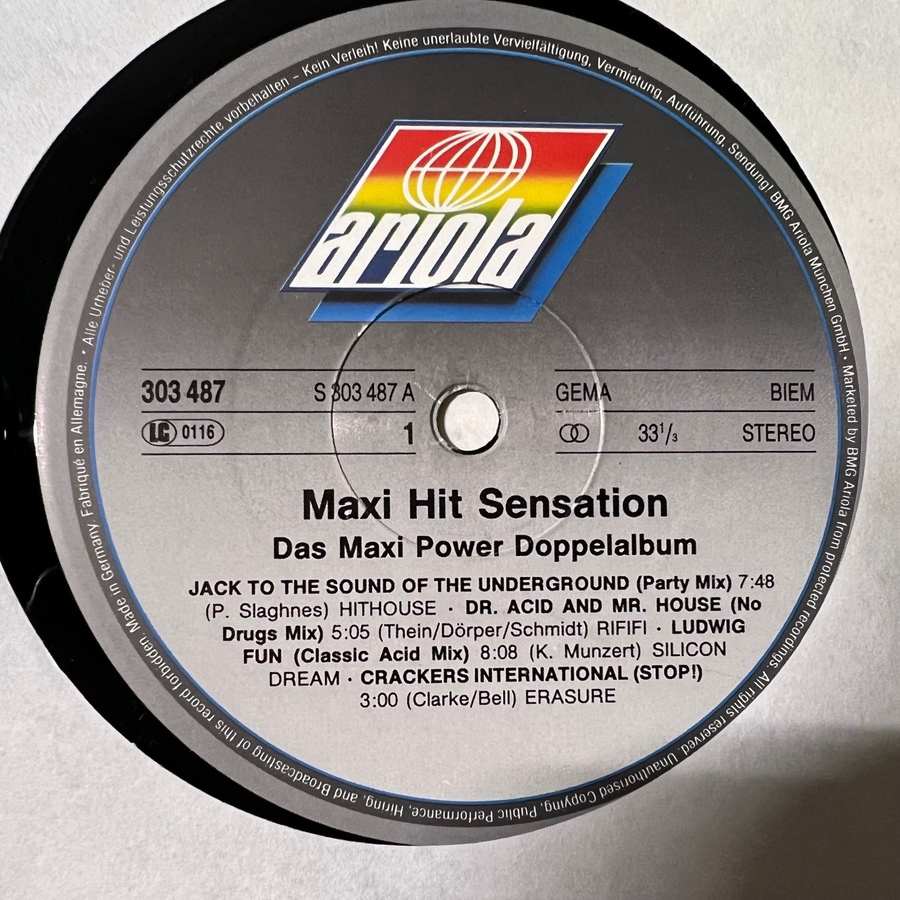 Alle Urheber- und Leistungsschutzrechte vorbehalten – Kein Verleih! Keine unerlaubte Vervielfältigung, Vermietung, Aufführung, Sendung! BMG Ariola München GmbH · Marketed by BMG Ariola from protected recordings. All rights reserved. Unauthorised Copying, Public Performance, Hiring, and Broadcasting of this record forbidden. Made in Germany. Fabriqué en Allemagne. ·
ariola
303 487 S 303 487 A GEMA BIEM
LC 0116 1 33 1/3 STEREO
Maxi Hit Sensation
Das Maxi Power Doppelalbum
JACK TO THE SOUND OF THE UNDERGROUND (Party Mix) 7:48
(P. Slaghnes) HITHOUSE · DR. ACID AND MR. HOUSE (No
Drugs Mix) 5:05 (Thein/Dörper/Schmidt) RIFIFI · LUDWIG
FUN (Classic Acid Mix) 8:08 (K. Munzert) SILICON
DREAM · CRACKERS INTERNATIONAL (STOP!)
3:00 (Clarke/Bell) ERASURE